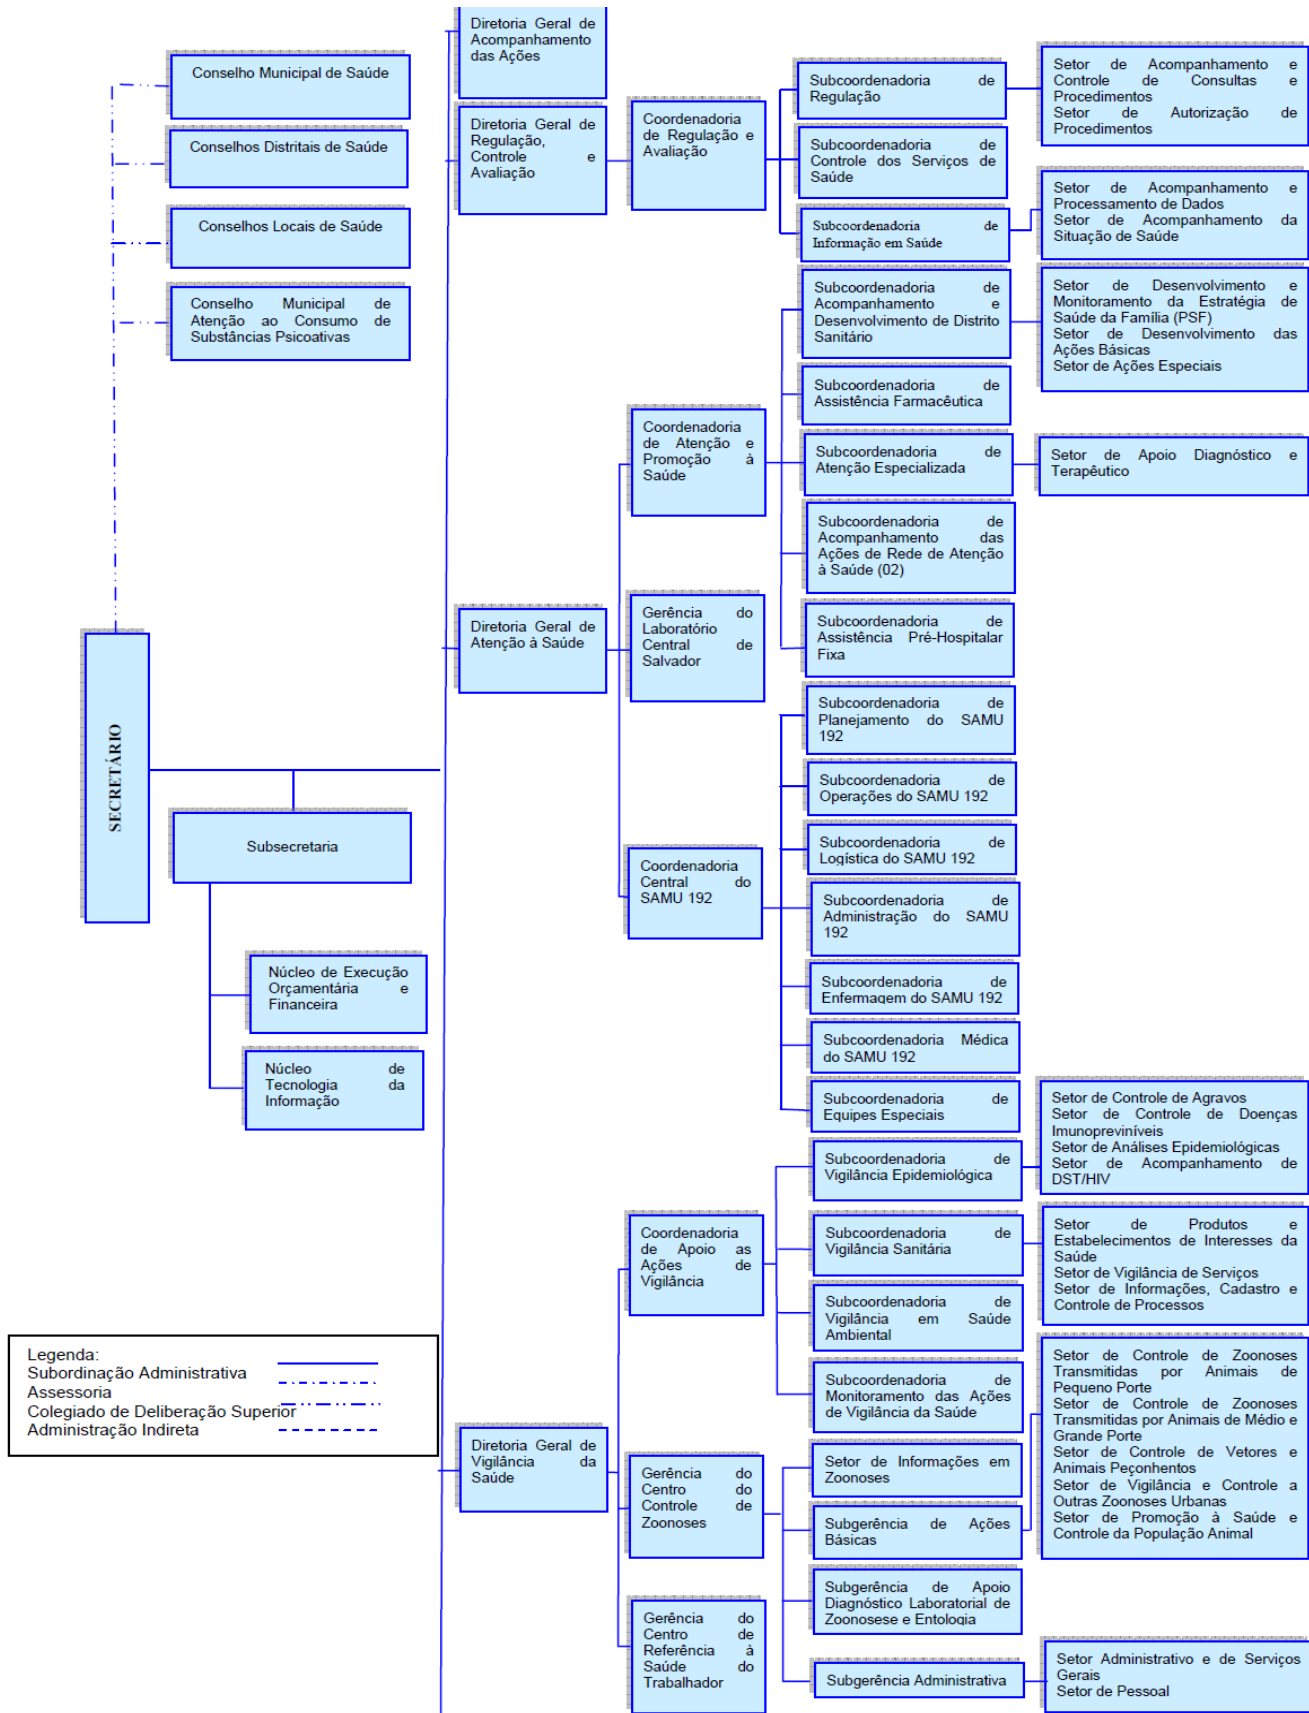 Conselho Municipal de Saúde
Conselhos Distritais de Saúde
Conselhos Locais de Saúde
Conselho Municipal de
Atenção ao Consumo de
Substâncias Psicoativas
SECRETÁRIO
Subsecretaria
Núcleo de Execução
Orçamentária e
Financeira
Núcleo de
Tecnologia da
Informação
Legenda:
Subordinação Administrativa
Assessoria
Colegiado de Deliberação Superior
Administração Indireta
Diretoria Geral de
Acompanhamento
das Ações
Diretoria Geral de
Regulação,
Controle e
Avaliação
Coordenadoria
de Regulação e
Avaliação
Subcoordenadoria de
Regulação
Setor de Acompanhamento e
Controle de Consultas e
Procedimentos
Setor de Autorização de
Procedimentos
Subcoordenadoria de
Controle dos Serviços de
Saúde
Subcoordenadoria de
Informação em Saúde
Setor de Acompanhamento e
Processamento de Dados
Setor de Acompanhamento da
Situação de Saúde
Diretoria Geral de
Atenção à Saúde
Coordenadoria
de Atenção e
Promoção à
Saúde
Subcoordenadoria de
Acompanhamento e
Desenvolvimento de Distrito
Sanitário
Setor de Desenvolvimento e
Monitoramento da Estratégia de
Saúde da Família (PSF)
Setor de Desenvolvimento das
Ações Básicas
Setor de Ações Especiais
Subcoordenadoria de
Assistência Farmacêutica
Subcoordenadoria de
Atenção Especializada
Setor de Apoio Diagnóstico e
Terapêutico
Subcoordenadoria de
Acompanhamento das
Ações de Rede de Atenção
à Saúde (02)
Subcoordenadoria de
Assistência Pré-Hospitalar
Fixa
Gerência do
Laboratório
Central de
Salvador
Coordenadoria
Central do
SAMU 192
Subcoordenadoria de
Planejamento do SAMU
192
Subcoordenadoria de
Operações do SAMU 192
Subcoordenadoria de
Logística do SAMU 192
Subcoordenadoria de
Administração do SAMU
192
Subcoordenadoria de
Enfermagem do SAMU 192
Subcoordenadoria Médica
do SAMU 192
Subcoordenadoria de
Equipes Especiais
Diretoria Geral de
Vigilância da
Saúde
Coordenadoria
de Apoio as
Ações de
Vigilância
Subcoordenadoria de
Vigilância Epidemiológica
Setor de Controle de Agravos
Setor de Controle de Doenças
Imunopreviníveis
Setor de Análises Epidemiológicas
Setor de Acompanhamento de
DST/HIV
Subcoordenadoria de
Vigilância Sanitária
Setor de Produtos e
Estabelecimentos de Interesses da
Saúde
Setor de Vigilância de Serviços
Setor de Informações, Cadastro e
Controle de Processos
Subcoordenadoria de
Vigilância em Saúde
Ambiental
Subcoordenadoria de
Monitoramento das Ações
de Vigilância da Saúde
Gerência do
Centro do
Controle de
Zoonoses
Setor de Informações em
Zoonoses
Subgerência de Ações
Básicas
Setor de Controle de Zoonoses
Transmitidas por Animais de
Pequeno Porte
Setor de Controle de Zoonoses
Transmitidas por Animais de Médio e
Grande Porte
Setor de Controle de Vetores e
Animais Peçonhentos
Setor de Vigilância e Controle a
Outras Zoonoses Urbanas
Setor de Promoção à Saúde e
Controle da População Animal
Subgerência de Apoio
Diagnóstico Laboratorial de
Zoonosese e Entologia
Subgerência Administrativa
Setor Administrativo e de Serviços
Gerais
Setor de Pessoal
Gerência do
Centro de
Referência à
Saúde do
Trabalhador